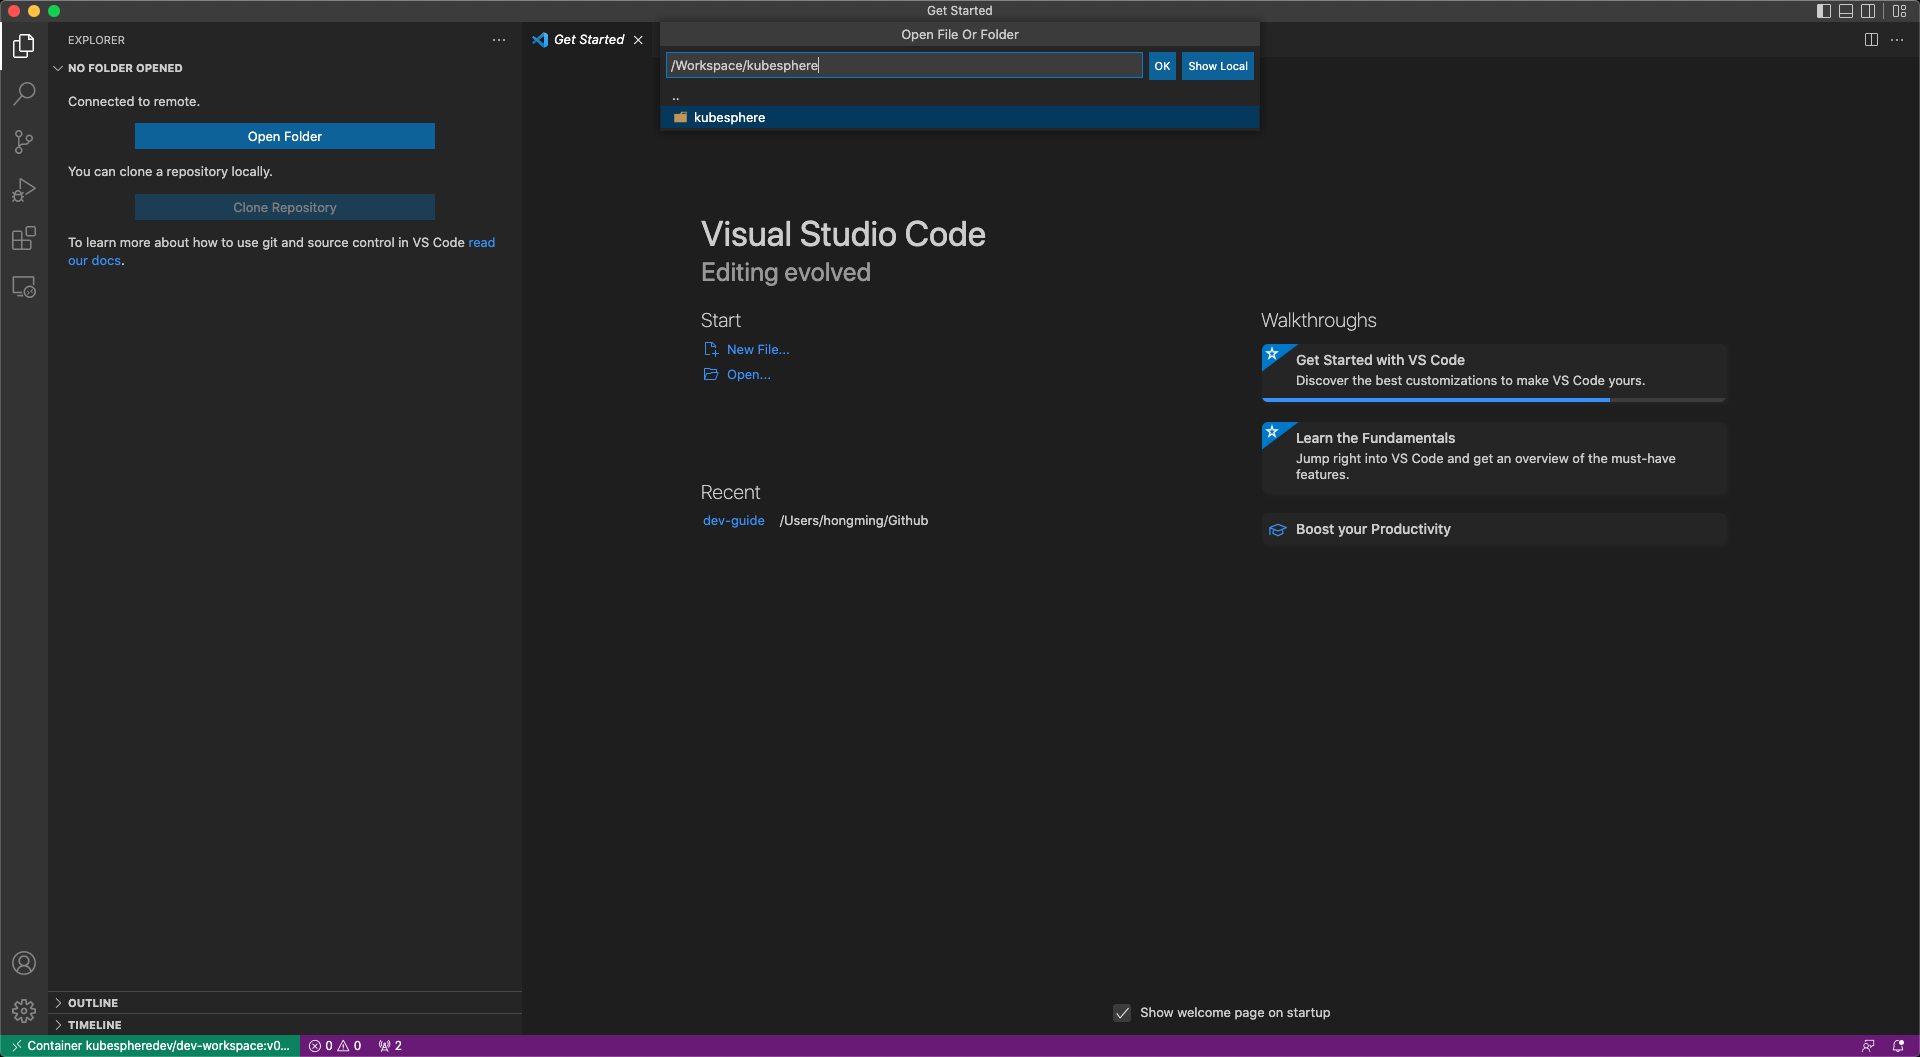 Get Started
EXPLORER
NO FOLDER OPENED
Connected to remote.
Open Folder
You can clone a repository locally.
Clone Repository
To learn more about how to use git and source control in VS Code read
our docs.
OUTLINE
TIMELINE
Get Started
Open File Or Folder
/Workspace/kubesphere
OK
Show Local
..
kubesphere
Visual Studio Code
Editing evolved
Start
New File...
Open...
Recent
dev-guide /Users/hongming/Github
Walkthroughs
Get Started with VS Code
Discover the best customizations to make VS Code yours.
Learn the Fundamentals
Jump right into VS Code and get an overview of the must-have
features.
Boost your Productivity
Show welcome page on startup
Container kubespheredev/dev-workspace:v0... 0 0 2